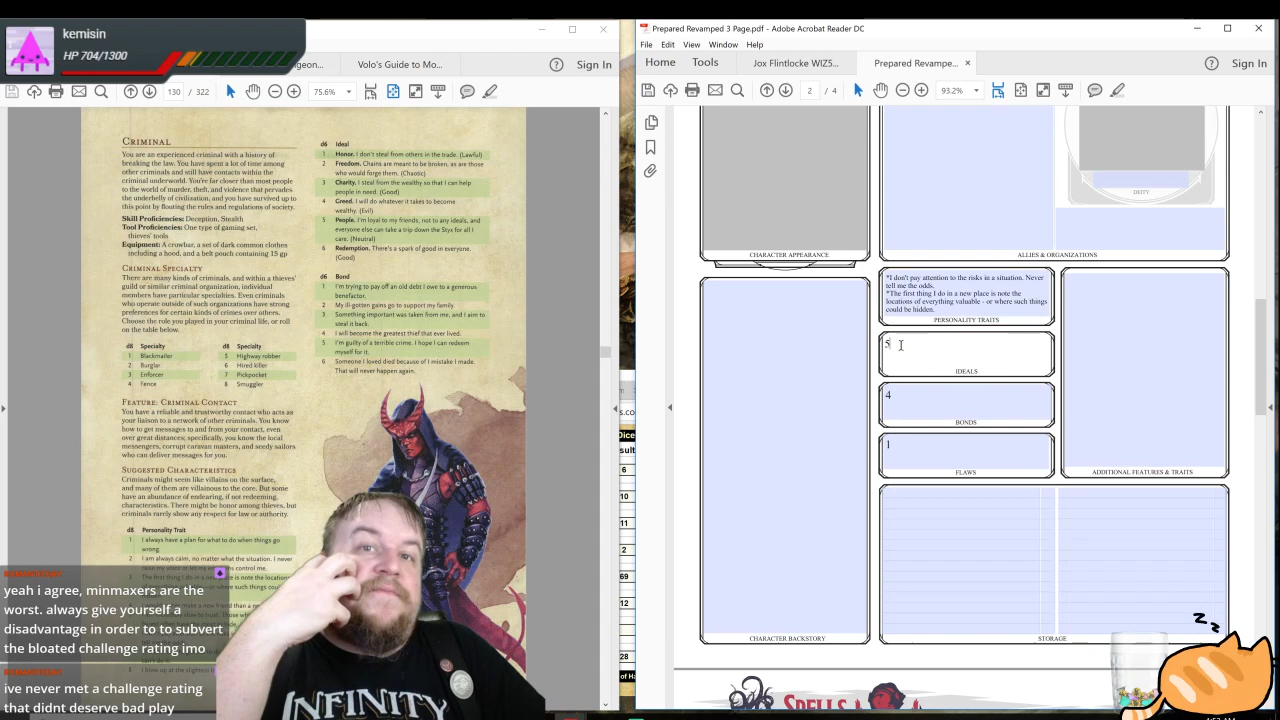 kemisin
HP 704/1300
Volo's Guide to Mo...
Sign In
130 / 322
75.6%
CRIMINAL
You are an experienced criminal with a history of
breaking the law. You have spent a lot of time among
other criminals and still have contacts within the
criminal underworld. You're far closer than most people
to the world of murder, theft, and violence that pervades
the underbelly of civilization, and you have survived up to
this point by flouting the rules and regulations of society.
Skill Proficiencies: Deception, Stealth
Tool Proficiencies: One type of gaming set,
thieves' tools
Equipment: A crowbar, a set of dark common clothes
including a hood, and a belt pouch containing 15 gp
CRIMINAL SPECIALTY
There are many kinds of criminals, and within a thieves'
guild or similar criminal organization, individual
members have particular specialties. Even criminals
who operate outside of such organizations have strong
preferences for certain kinds of crimes over others.
Choose the role you played in your criminal life, or roll
on the table below.
d8 Specialty d8 Specialty
1 Blackmailer 5 Highway robber
2 Burglar 6 Hired killer
3 Enforcer 7 Pickpocket
4 Fence 8 Smuggler
FEATURE: CRIMINAL CONTACT
You have a reliable and trustworthy contact who acts as
your liaison to a network of other criminals. You know
how to get messages to and from your contact, even
over great distances; specifically, you know the local
messengers, corrupt caravan masters, and seedy sailors
who can deliver messages for you.
SUGGESTED CHARACTERISTICS
Criminals might seem like villains on the surface,
and many of them are villainous to the core. But some
have an abundance of endearing, if not redeeming,
characteristics. There might be honor among thieves, but
criminals rarely show any respect for law or authority.
d8 Personality Trait
1 I always have a plan for what to do when things go
wrong.
2 I am always calm, no matter what the situation. I never
d6 Ideal
1 Honor. I don't steal from others in the trade. (Lawful)
2 Freedom. Chains are meant to be broken, as are those
who would forge them. (Chaotic)
3 Charity. I steal from the wealthy so that I can help
people in need. (Good)
4 Greed. I will do whatever it takes to become
wealthy. (Evil)
5 People. I'm loyal to my friends, not to any ideals, and
everyone else can take a trip down the Styx for all I
care. (Neutral)
6 Redemption. There's a spark of good in everyone.
(Good)
d6 Bond
1 I'm trying to pay off an old debt I owe to a generous
benefactor.
2 My ill-gotten gains go to support my family.
3 Something important was taken from me, and I aim to
steal it back.
4 I will become the greatest thief that ever lived.
5 I'm guilty of a terrible crime. I hope I can redeem
myself for it.
6 Someone I loved died because of I mistake I made.
That will never happen again.
yeah i agree, minmaxers are the
worst. always give yourself a
disadvantage in order to to subvert
the bloated challenge rating imo
ive never met a challenge rating
that didnt deserve bad play
INFINITY
6
10
11
2
69
12
28
Prepared Revamped 3 Page.pdf - Adobe Acrobat Reader DC
File Edit View Window Help
Home Tools Jox Flintlocke WIZS... Prepared Revampe... Sign In
2 / 4
93.2%
DEITY
CHARACTER APPEARANCE
ALLIES & ORGANIZATIONS
*I don't pay attention to the risks in a situation. Never
tell me the odds.
*The first thing I do in a new place is note the
locations of everything valuable - or where such things
could be hidden.
PERSONALITY TRAITS
IDEALS
4
BONDS
1
FLAWS
ADDITIONAL FEATURES & TRAITS
CHARACTER BACKSTORY
STORAGE
SPELLS
z z